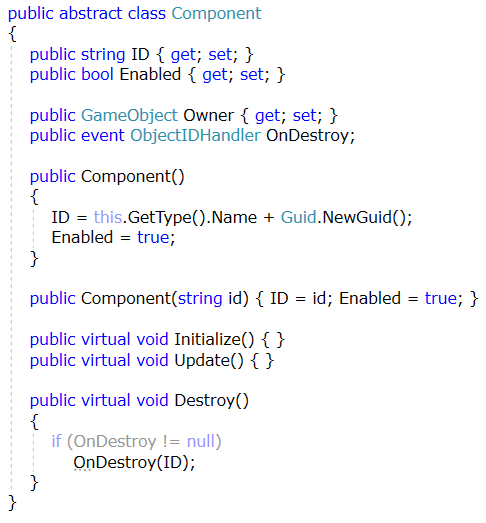 public abstract class Component
{
public string ID { get; set; }
public bool Enabled { get; set; }
public GameObject Owner { get; set; }
public event ObjectIDHandler OnDestroy;
public Component()
{
ID = this.GetType().Name + Guid.NewGuid();
Enabled = true;
}
public Component(string id) { ID = id; Enabled = true; }
public virtual void Initialize() { }
public virtual void Update() { }
public virtual void Destroy()
{
if (OnDestroy != null)
OnDestroy(ID);
}
}